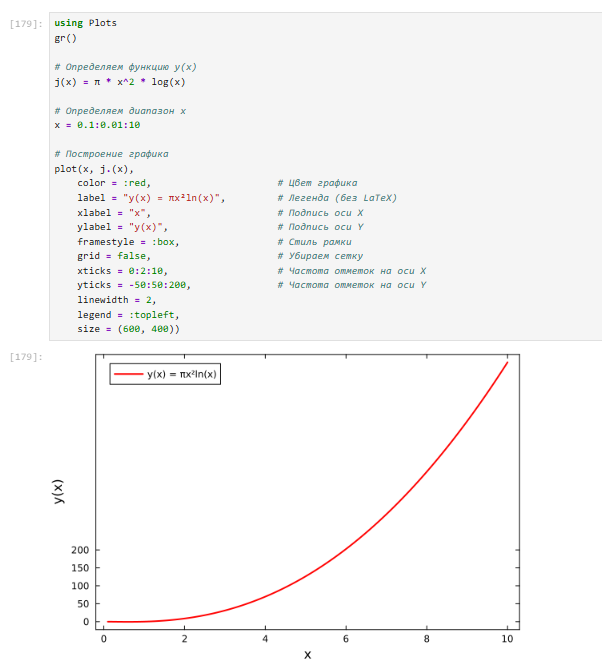 [179]:
using Plots
gr()
# Определяем функцию y(x)
j(x) = π * x^2 * log(x)
# Определяем диапазон x
x = 0.1:0.01:10
# Построение графика
plot(x, j.(x),
color = :red, # Цвет графика
label = "y(x) = πx²ln(x)", # Легенда (без LaTeX)
xlabel = "x", # Подпись оси X
ylabel = "y(x)", # Подпись оси Y
framestyle = :box, # Стиль рамки
grid = false, # Убираем сетку
xticks = 0:2:10, # Частота отметок на оси X
yticks = -50:50:200, # Частота отметок на оси Y
linewidth = 2,
legend = :topleft,
size = (600, 400))
[179]:
y(x) = πx²ln(x)
y(x)
200
150
100
50
0
0 2 4 6 8 10
x